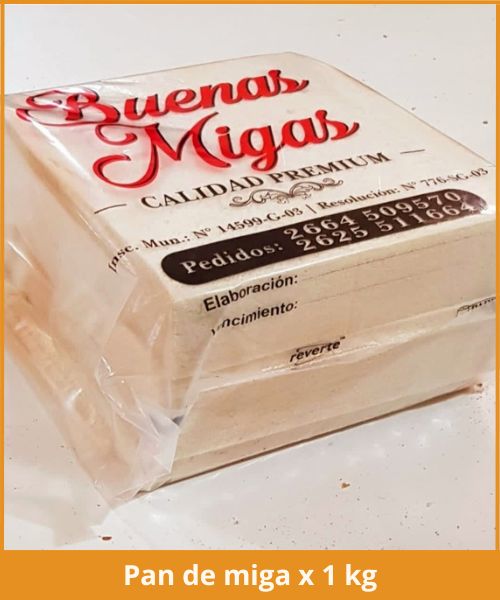 Buenas
Migas
CALIDAD PREMIUM
Insc. Mun.: Nº 14599-G-03 | Resolución: Nº 776-SC-03
Pedidos: 2664 509570
2625 511664
Elaboración:
Vencimiento:
reverte
Pan de miga x 1 kg